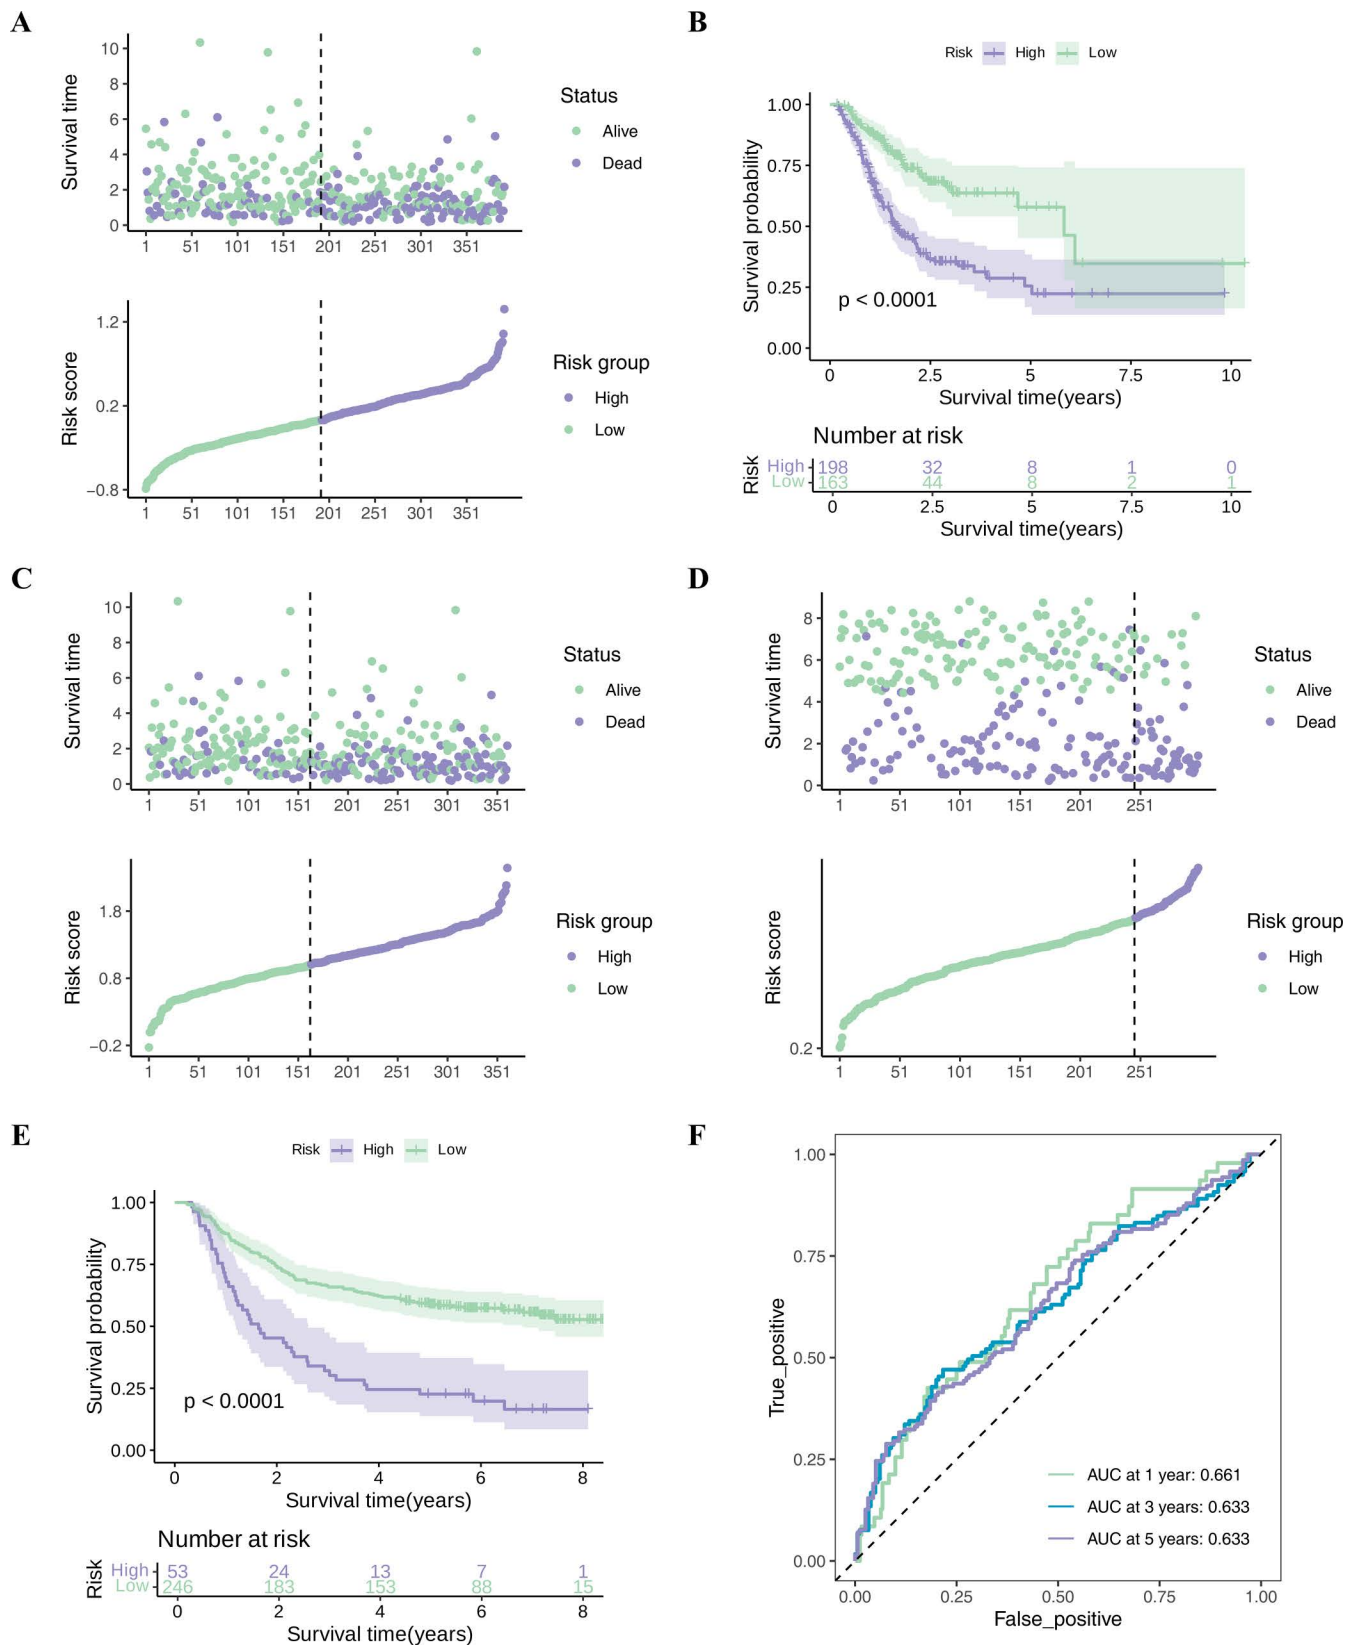 A
Survival time
10
8
6
4
2
0
1 51 101 151 201 251 301 351
Status
Alive
Dead
Risk score
1.2
0.2
−0.8
1 51 101 151 201 251 301 351
Risk group
High
Low
B
Risk High Low
Survival probability
1.00
0.75
0.50
0.25
0.00
p < 0.0001
0 2.5 5 7.5 10
Survival time(years)
Number at risk
Risk
High 198 32 8 1 0
Low 163 44 8 2 1
0 2.5 5 7.5 10
Survival time(years)
C
Survival time
10
8
6
4
2
0
1 51 101 151 201 251 301 351
Status
Alive
Dead
Risk score
1.8
0.8
−0.2
1 51 101 151 201 251 301 351
Risk group
High
Low
D
Survival time
8
6
4
2
0
1 51 101 151 201 251
Status
Alive
Dead
Risk score
0.2
1 51 101 151 201 251
Risk group
High
Low
E
Risk High Low
Survival probability
1.00
0.75
0.50
0.25
0.00
p < 0.0001
0 2 4 6 8
Survival time(years)
Number at risk
Risk
High 53 24 13 7 1
Low 246 183 153 88 15
0 2 4 6 8
Survival time(years)
F
True_positive
1.00
0.75
0.50
0.25
0.00
AUC at 1 year: 0.661
AUC at 3 years: 0.633
AUC at 5 years: 0.633
0.00 0.25 0.50 0.75 1.00
False_positive